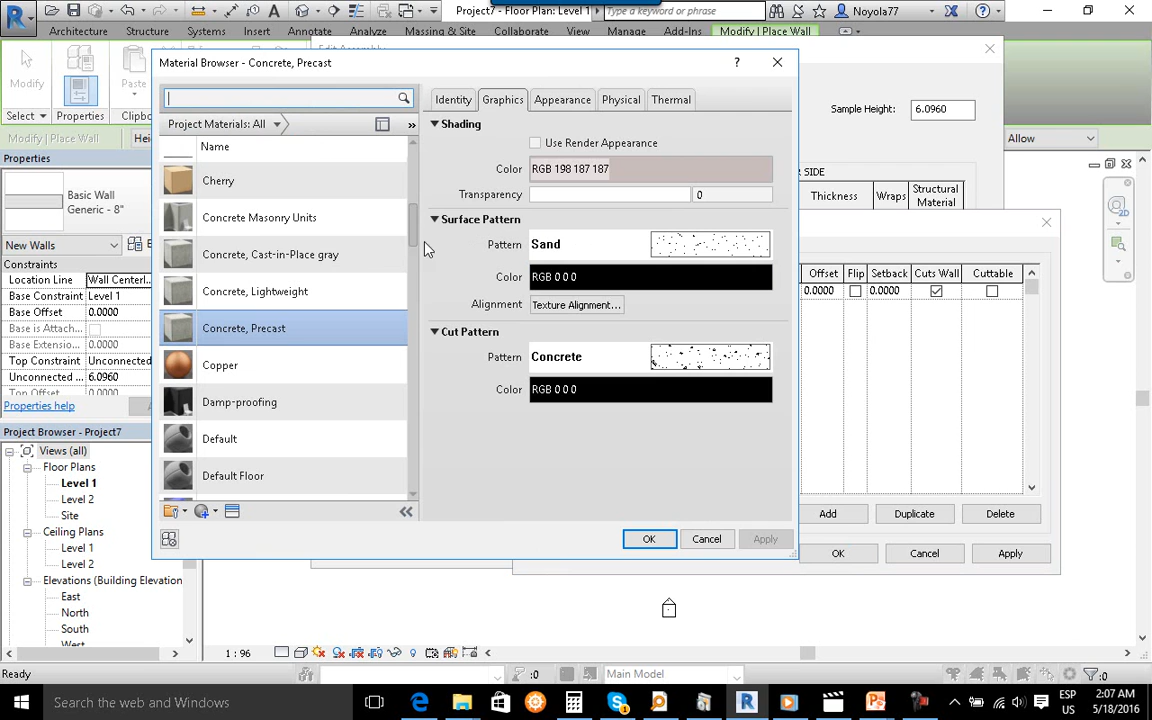 Project7 - Floor Plan: Level 1
Type a keyword or phrase
Noyola77
Architecture Structure Systems Insert Annotate Analyze Massing & Site Collaborate View Manage Add-Ins Modify | Place Wall
Modify
Select
Properties
Paste
Modify | Place Wall
Allow
Sample Height: 6.0960
Thickness Wraps Structural Material
Offset Flip Setback Cuts Wall Cuttable
0.0000 0.0000
Add Duplicate Delete
OK Cancel Apply
Material Browser - Concrete, Precast
Project Materials: All
Name
Cherry
Concrete Masonry Units
Concrete, Cast-in-Place gray
Concrete, Lightweight
Concrete, Precast
Copper
Damp-proofing
Default
Default Floor
Identity Graphics Appearance Physical Thermal
Shading
Use Render Appearance
Color RGB 198 187 187
Transparency 0
Surface Pattern
Pattern Sand
Color RGB 0 0 0
Alignment Texture Alignment...
Cut Pattern
Pattern Concrete
Color RGB 0 0 0
OK Cancel Apply
Properties
Basic Wall
Generic - 8"
New Walls
Constraints
Location Line Wall Centerl
Base Constraint Level 1
Base Offset 0.0000
Base is Attach
Base Extension
Top Constraint Unconnected
Unconnected 6.0960
Properties help
Project Browser - Project7
Views (all)
Floor Plans
Level 1
Level 2
Site
Ceiling Plans
Level 1
Level 2
Elevations (Building Elevation
East
North
South
1 : 96
Ready
:0
Main Model
:0
Search the web and Windows
ESP
US
2:07 AM
5/18/2016